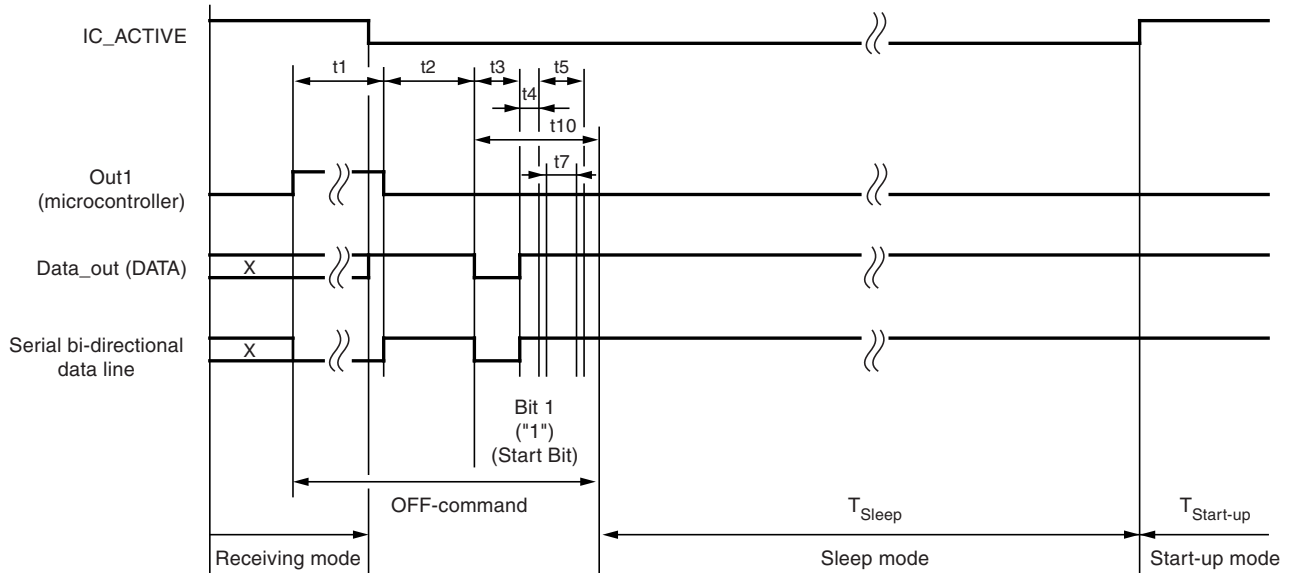 IC_ACTIVE
t1
t2
t3
t5
t4
t10
t7
Out1
(microcontroller)
Data_out (DATA)
X
Serial bi-directional
data line
X
Bit 1
("1")
(Start Bit)
OFF-command
TSleep
TStart-up
Receiving mode
Sleep mode
Start-up mode